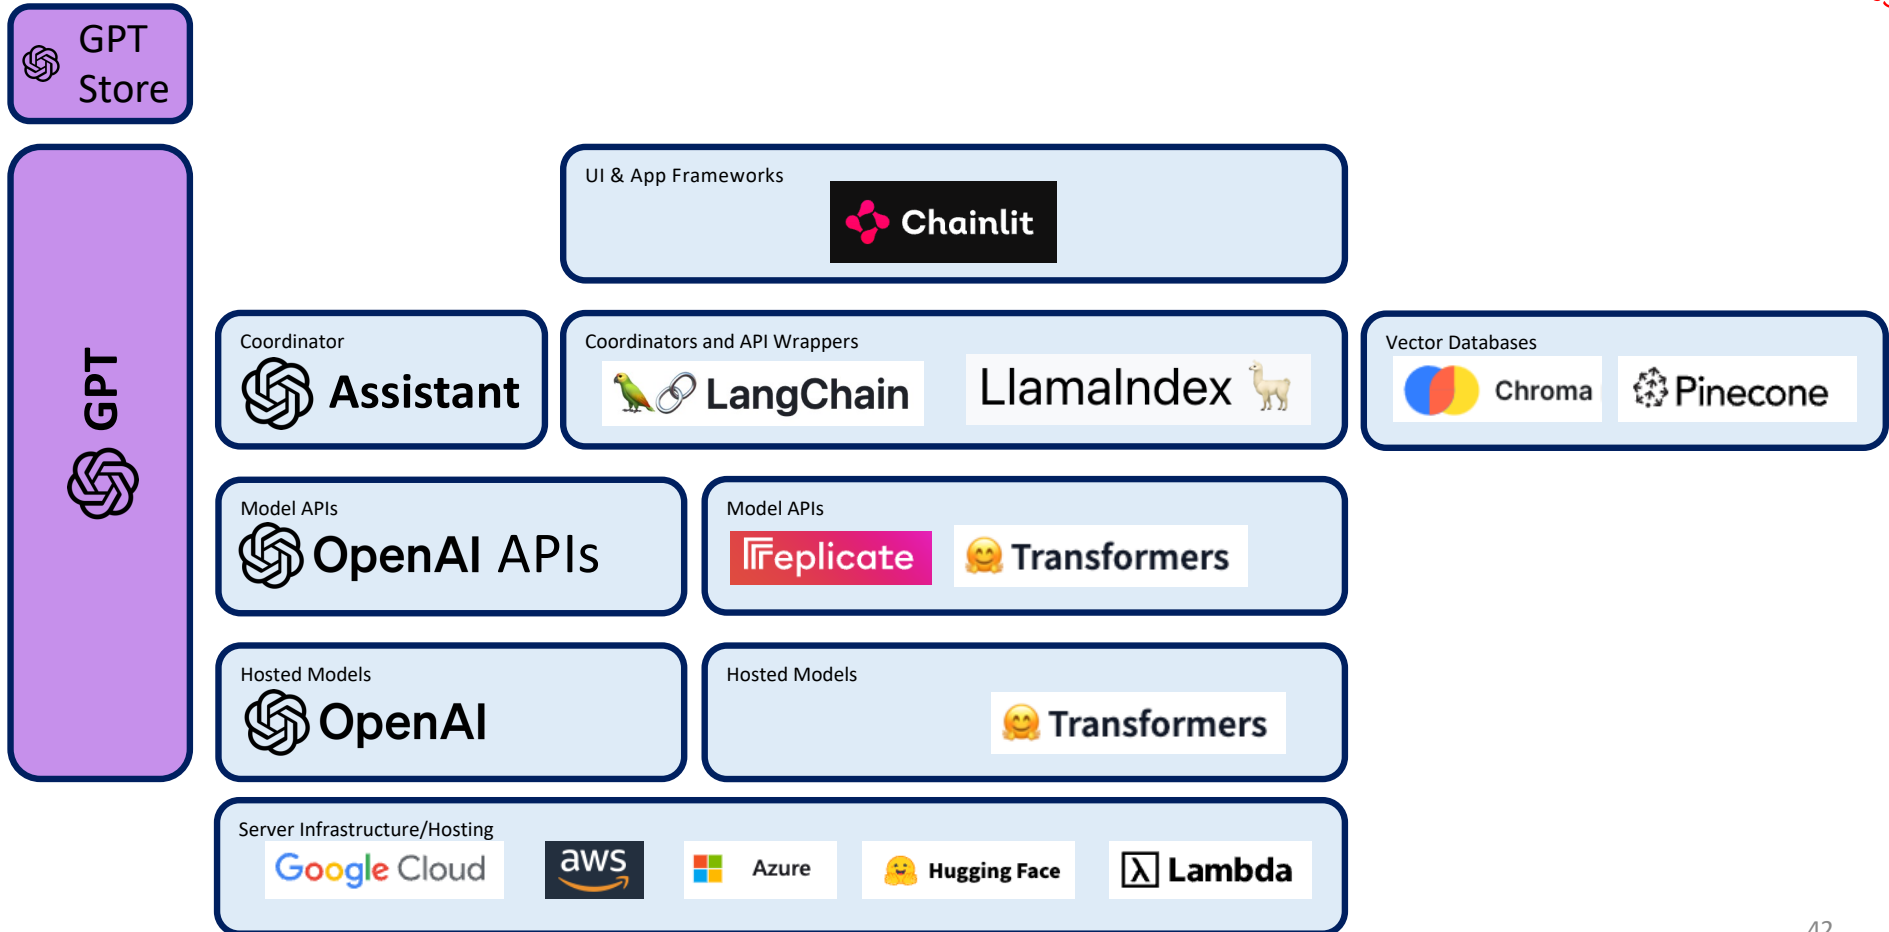 GPT
Store
GPT
UI & App Frameworks
Chainlit
Coordinator
Assistant
Coordinators and API Wrappers
LangChain
LlamaIndex
Vector Databases
Chroma
Pinecone
Model APIs
OpenAI APIs
Model APIs
replicate
Transformers
Hosted Models
OpenAI
Hosted Models
Transformers
Server Infrastructure/Hosting
Google Cloud
aws
Azure
Hugging Face
Lambda
42